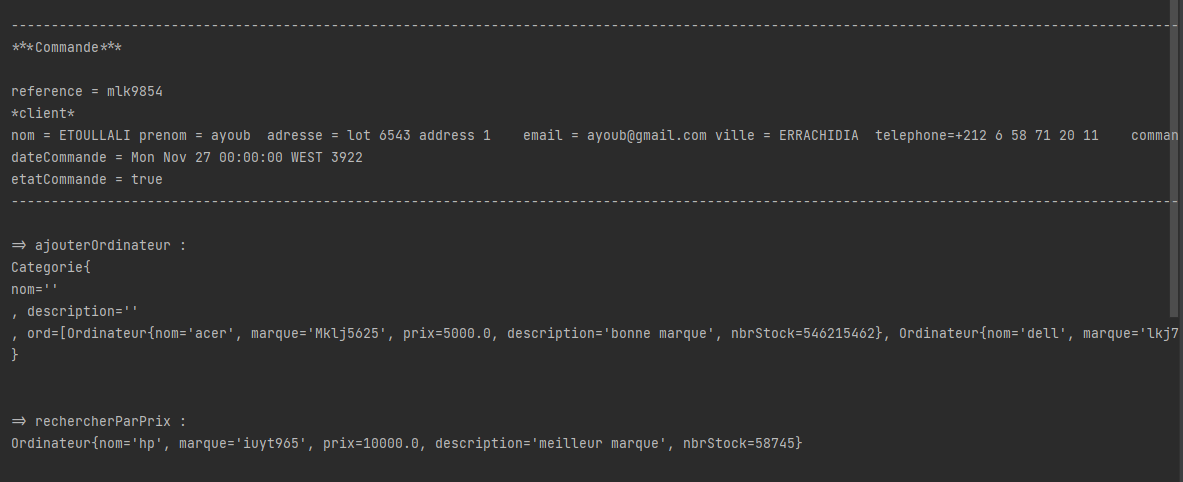 --------------------------------------------------------------------------------------------------------------------------------------------------
***Commande***
reference = mlk9854
*client*
nom = ETOULLALI prenom = ayoub  adresse = lot 6543 address 1    email = ayoub@gmail.com ville = ERRACHIDIA  telephone=+212 6 58 71 20 11    comman
dateCommande = Mon Nov 27 00:00:00 WEST 3922
etatCommande = true
--------------------------------------------------------------------------------------------------------------------------------------------------
=> ajouterOrdinateur :
Categorie{
nom=''
, description=''
, ord=[Ordinateur{nom='acer', marque='Mklj5625', prix=5000.0, description='bonne marque', nbrStock=546215462}, Ordinateur{nom='dell', marque='lkj7
}
=> rechercherParPrix :
Ordinateur{nom='hp', marque='iuyt965', prix=10000.0, description='meilleur marque', nbrStock=58745}